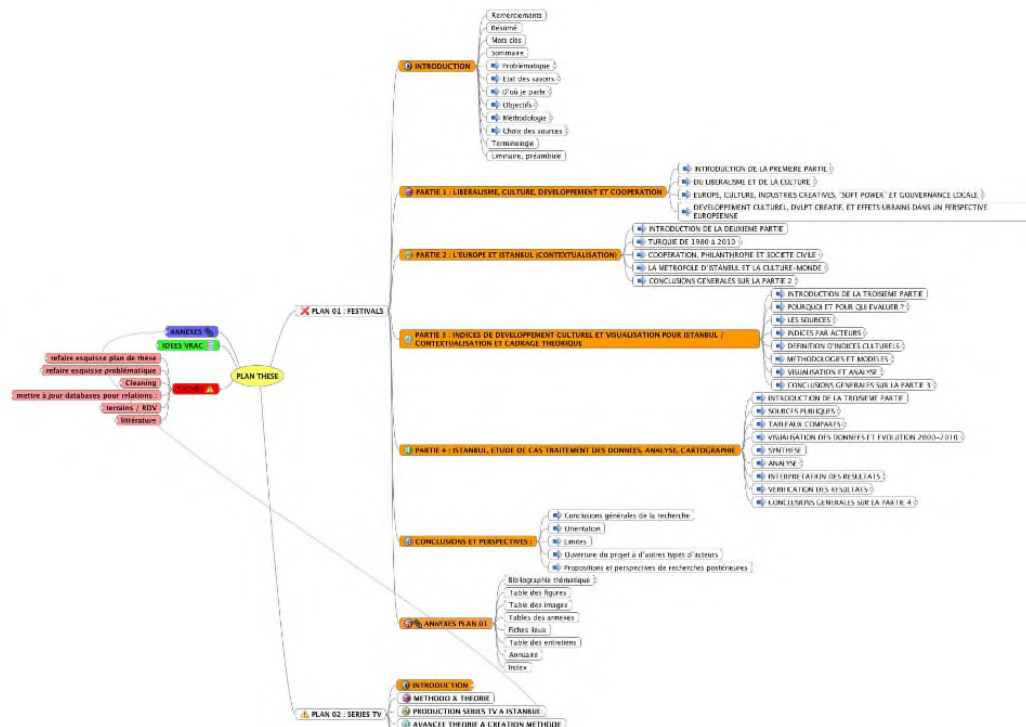 Remerciements
Résumé
Mots clés
Sommaire
INTRODUCTION
Problématique
Etat des savoirs
D'où je parle
Objectifs
Méthodologie
Choix des sources
Terminologie
Liminaire, préambule
PARTIE 1 : LIBERALISME, CULTURE, DEVELOPPEMENT ET COOPERATION
INTRODUCTION DE LA PREMIERE PARTIE
DU LIBERALISME ET DE LA CULTURE
EUROPE, CULTURE, INDUSTRIES CREATIVES, "SOFT POWER" ET GOUVERNANCE LOCALE
DEVELOPPEMENT CULTUREL, DVLPT CREATIF, ET EFFETS URBAINS DANS UN PERSPECTIVE
EUROPEENNE
PARTIE 2 : L'EUROPE ET ISTANBUL (CONTEXTUALISATION)
INTRODUCTION DE LA DEUXIEME PARTIE
TURQUIE DE 1980 à 2010
COOPERATION, PHILANTHROPIE ET SOCIETE CIVILE
LA METROPOLE D'ISTANBUL ET LA CULTURE-MONDE
CONCLUSIONS GENERALES SUR LA PARTIE 2
PLAN 01 : FESTIVALS
PARTIE 3 : INDICES DE DEVELOPPEMENT CULTUREL ET VISUALISATION POUR ISTANBUL /
CONTEXTUALISATION ET CADRAGE THEORIQUE
INTRODUCTION DE LA TROISIEME PARTIE
POURQUOI ET POUR QUI EVALUER ?
LES SOURCES
INDICES PAR ACTEURS
DEFINITION D'INDICES CULTURELS
METHODOLOGIES ET MODELES
VISUALISATION ET ANALYSE
CONCLUSIONS GENERALES SUR LA PARTIE 3
ANNEXES
IDEES VRAC
refaire esquisse plan de thèse
refaire esquisse problématique
Cleaning
mettre à jour databases pour relations :
terrains / RDV
littérature
TACHES
PLAN THESE
PARTIE 4 : ISTANBUL, ETUDE DE CAS TRAITEMENT DES DONNEES, ANALYSE, CARTOGRAPHIE
INTRODUCTION DE LA TROISIEME PARTIE
SOURCES PUBLIQUES
TABLEAUX COMPARES
VISUALISATION DES DONNEES ET EVOLUTION 2000-2010
SYNTHESE
ANALYSE
INTERPRETATION DES RESULTATS
VERIFICATION DES RESULTATS
CONCLUSIONS GENERALES SUR LA PARTIE 4
CONCLUSIONS ET PERSPECTIVES :
Conclusions générales de la recherche
Orientation
Limites
Ouverture du projet à d'autres types d'acteurs
Propositions et perspectives de recherches postérieures
ANNEXES PLAN 01
Bibliographie thématique
Table des figures
Table des images
Tables des annexes
Fiches lieux
Table des entretiens
Annuaire
Index
PLAN 02 : SERIES TV
INTRODUCTION
METHODO & THEORIE
PRODUCTION SERIES TV A ISTANBUL
AVANCEE THEORIE & CREATION METHODE